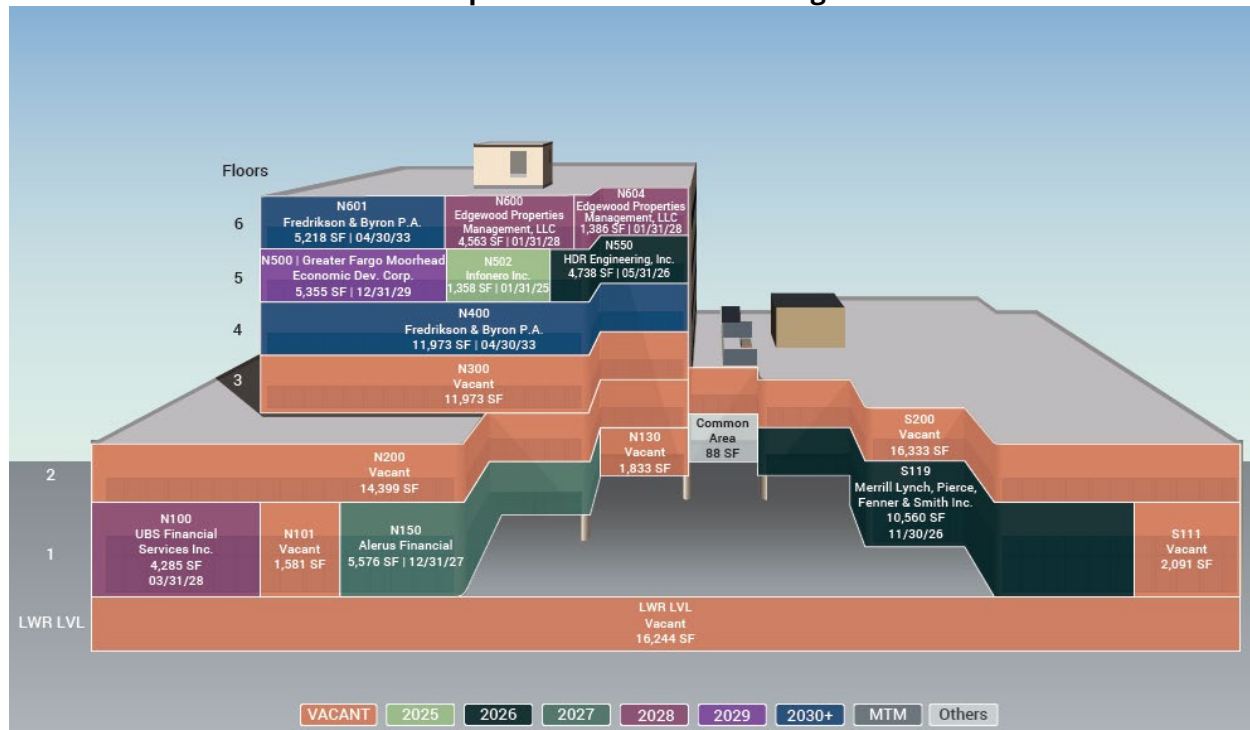 Floors
6
N601
Fredrikson & Byron P.A.
5,218 SF | 04/30/33
N600
Edgewood Properties
Management, LLC
4,563 SF | 01/31/28
N604
Edgewood Properties
Management, LLC
1,386 SF | 01/31/28
5
N500 | Greater Fargo Moorhead
Economic Dev. Corp.
5,355 SF | 12/31/29
N502
Infonero Inc.
1,358 SF | 01/31/25
N550
HDR Engineering, Inc.
4,738 SF | 05/31/26
4
N400
Fredrikson & Byron P.A.
11,973 SF | 04/30/33
3
N300
Vacant
11,973 SF
2
N200
Vacant
14,399 SF
N130
Vacant
1,833 SF
Common
Area
88 SF
S200
Vacant
16,333 SF
1
N100
UBS Financial
Services Inc.
4,285 SF
03/31/28
N101
Vacant
1,581 SF
N150
Alerus Financial
5,576 SF | 12/31/27
S119
Merrill Lynch, Pierce,
Fenner & Smith Inc.
10,560 SF
11/30/26
S111
Vacant
2,091 SF
LWR LVL
LWR LVL
Vacant
16,244 SF
VACANT
2025
2026
2027
2028
2029
2030+
MTM
Others